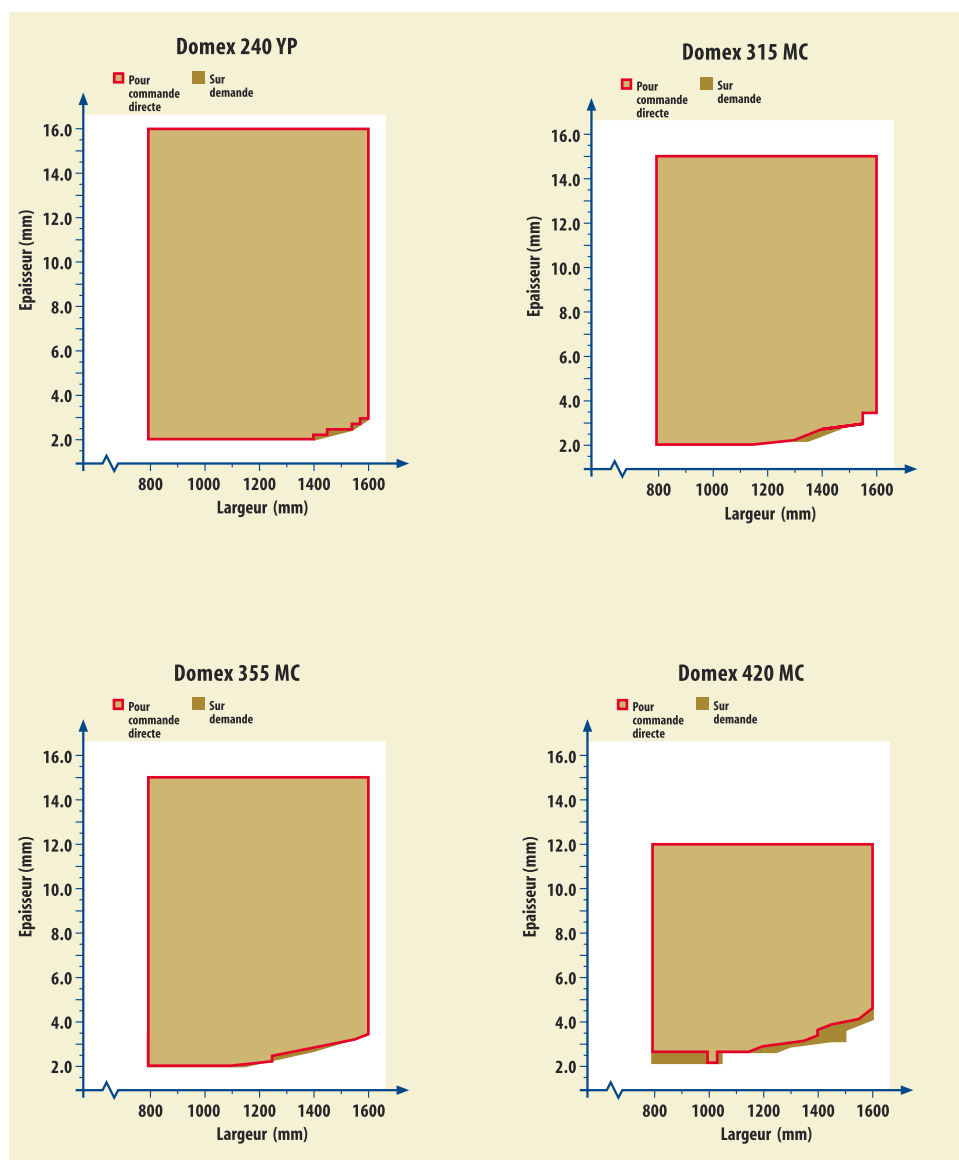 Domex 240 YP
Pour commande directe
Sur demande
Epaisseur (mm)
16.0
14.0
12.0
10.0
8.0
6.0
4.0
2.0
800 1000 1200 1400 1600
Largeur (mm)
Domex 315 MC
Pour commande directe
Sur demande
Epaisseur (mm)
16.0
14.0
12.0
10.0
8.0
6.0
4.0
2.0
800 1000 1200 1400 1600
Largeur (mm)
Domex 355 MC
Pour commande directe
Sur demande
Epaisseur (mm)
16.0
14.0
12.0
10.0
8.0
6.0
4.0
2.0
800 1000 1200 1400 1600
Largeur (mm)
Domex 420 MC
Pour commande directe
Sur demande
Epaisseur (mm)
16.0
14.0
12.0
10.0
8.0
6.0
4.0
2.0
800 1000 1200 1400 1600
Largeur (mm)